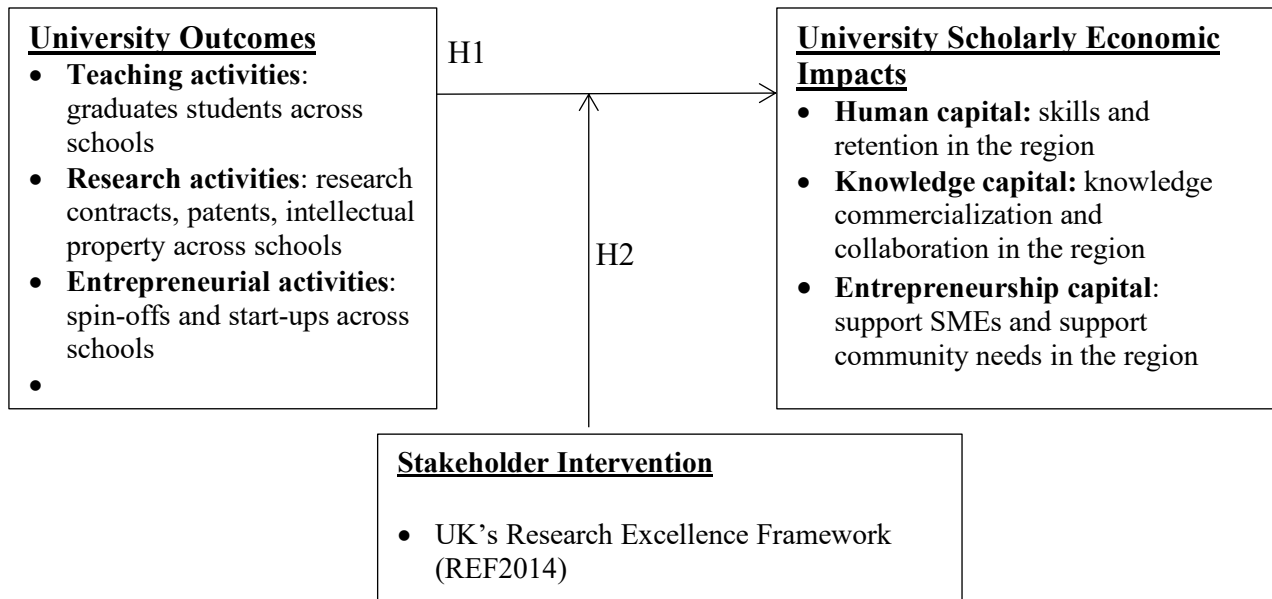 University Outcomes
• Teaching activities:
graduates students across
schools
• Research activities: research
contracts, patents, intellectual
property across schools
• Entrepreneurial activities:
spin-offs and start-ups across
schools
•
H1
H2
University Scholarly Economic
Impacts
• Human capital: skills and
retention in the region
• Knowledge capital: knowledge
commercialization and
collaboration in the region
• Entrepreneurship capital:
support SMEs and support
community needs in the region
Stakeholder Intervention
• UK’s Research Excellence Framework
(REF2014)